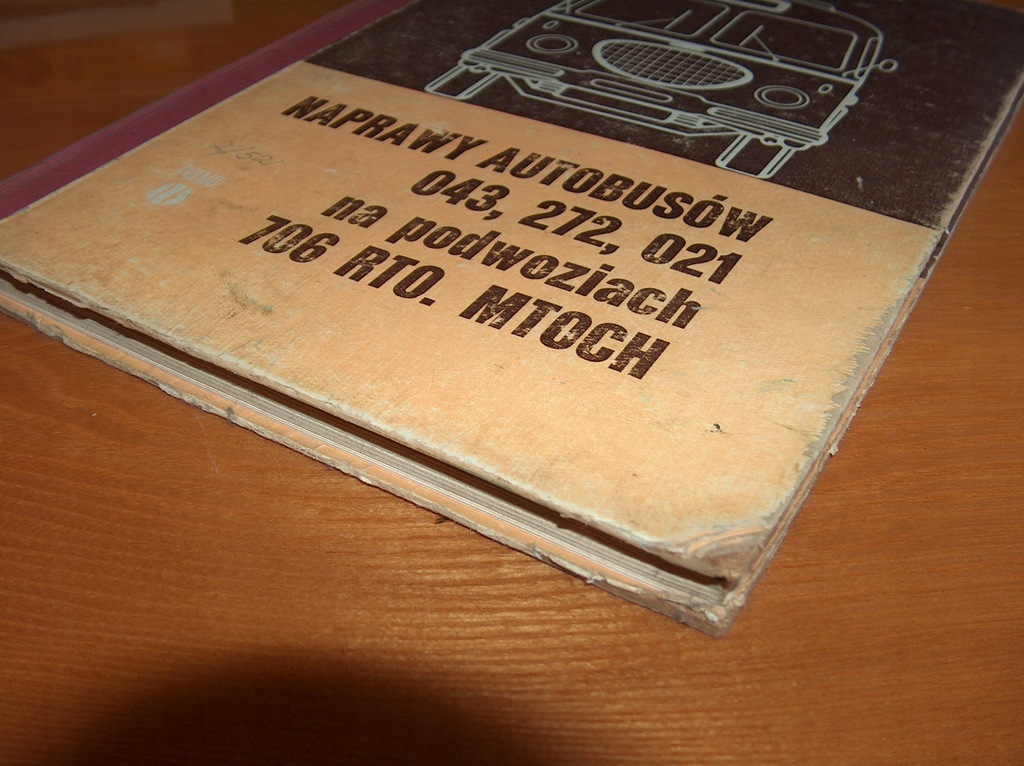 NAPRAWY AUTOBUSÓW
043, 272, 021
na podwoziach
706 RTO. MTOCH